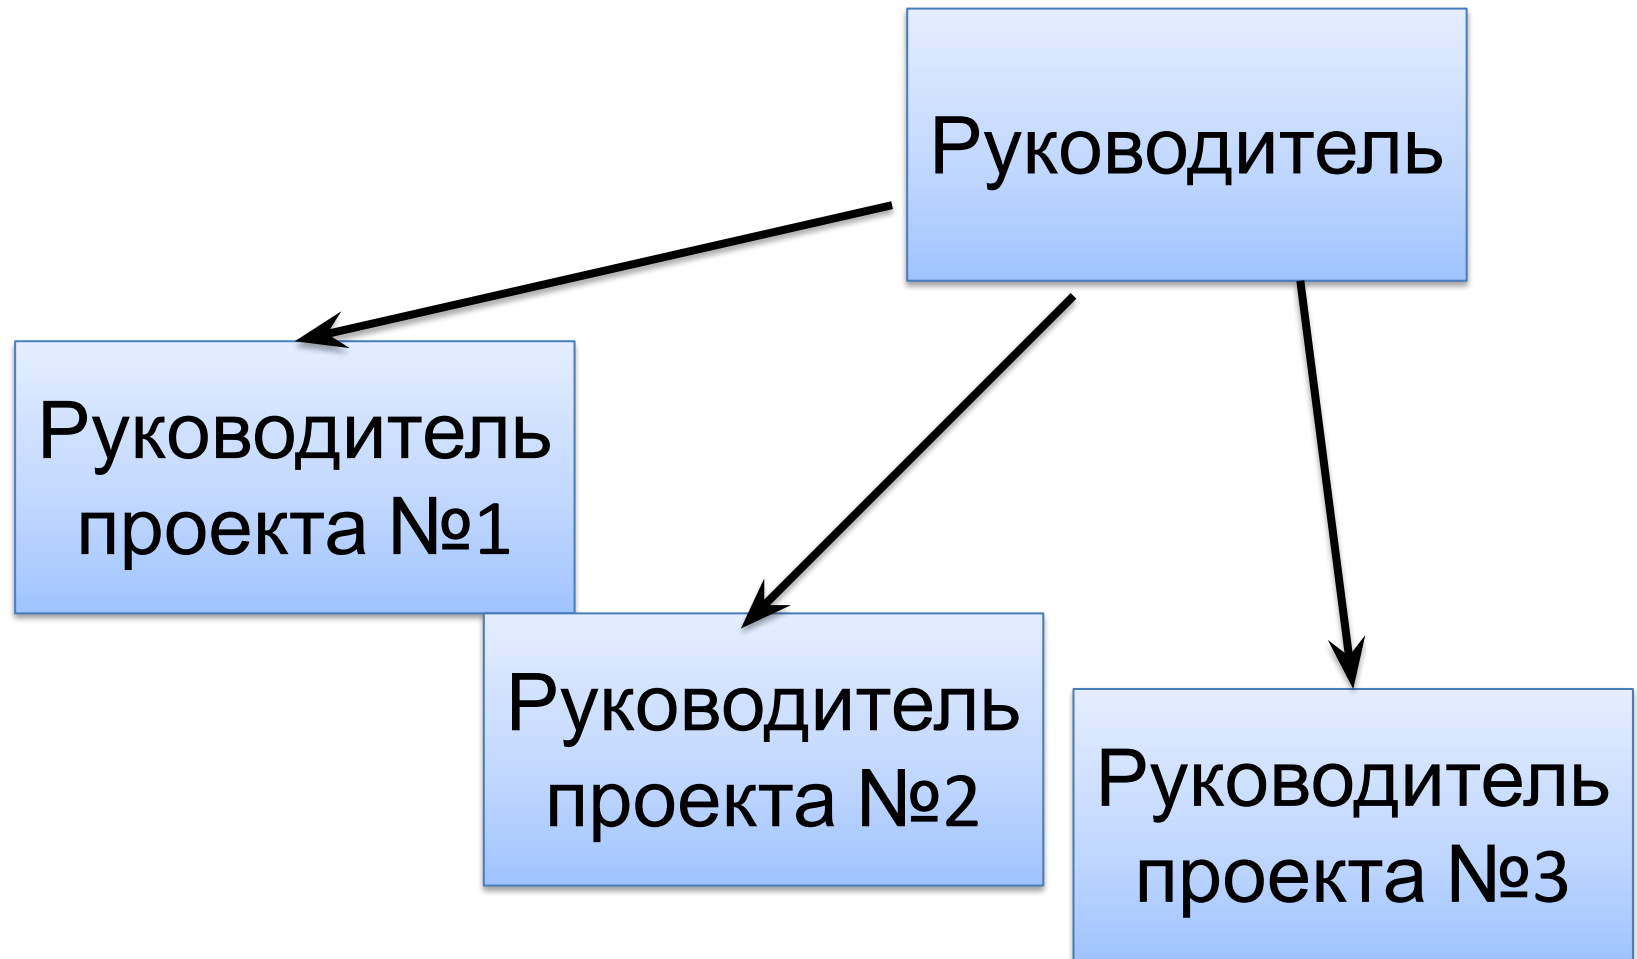 Руководитель
Руководитель
проекта №1
Руководитель
проекта №2
Руководитель
проекта №3